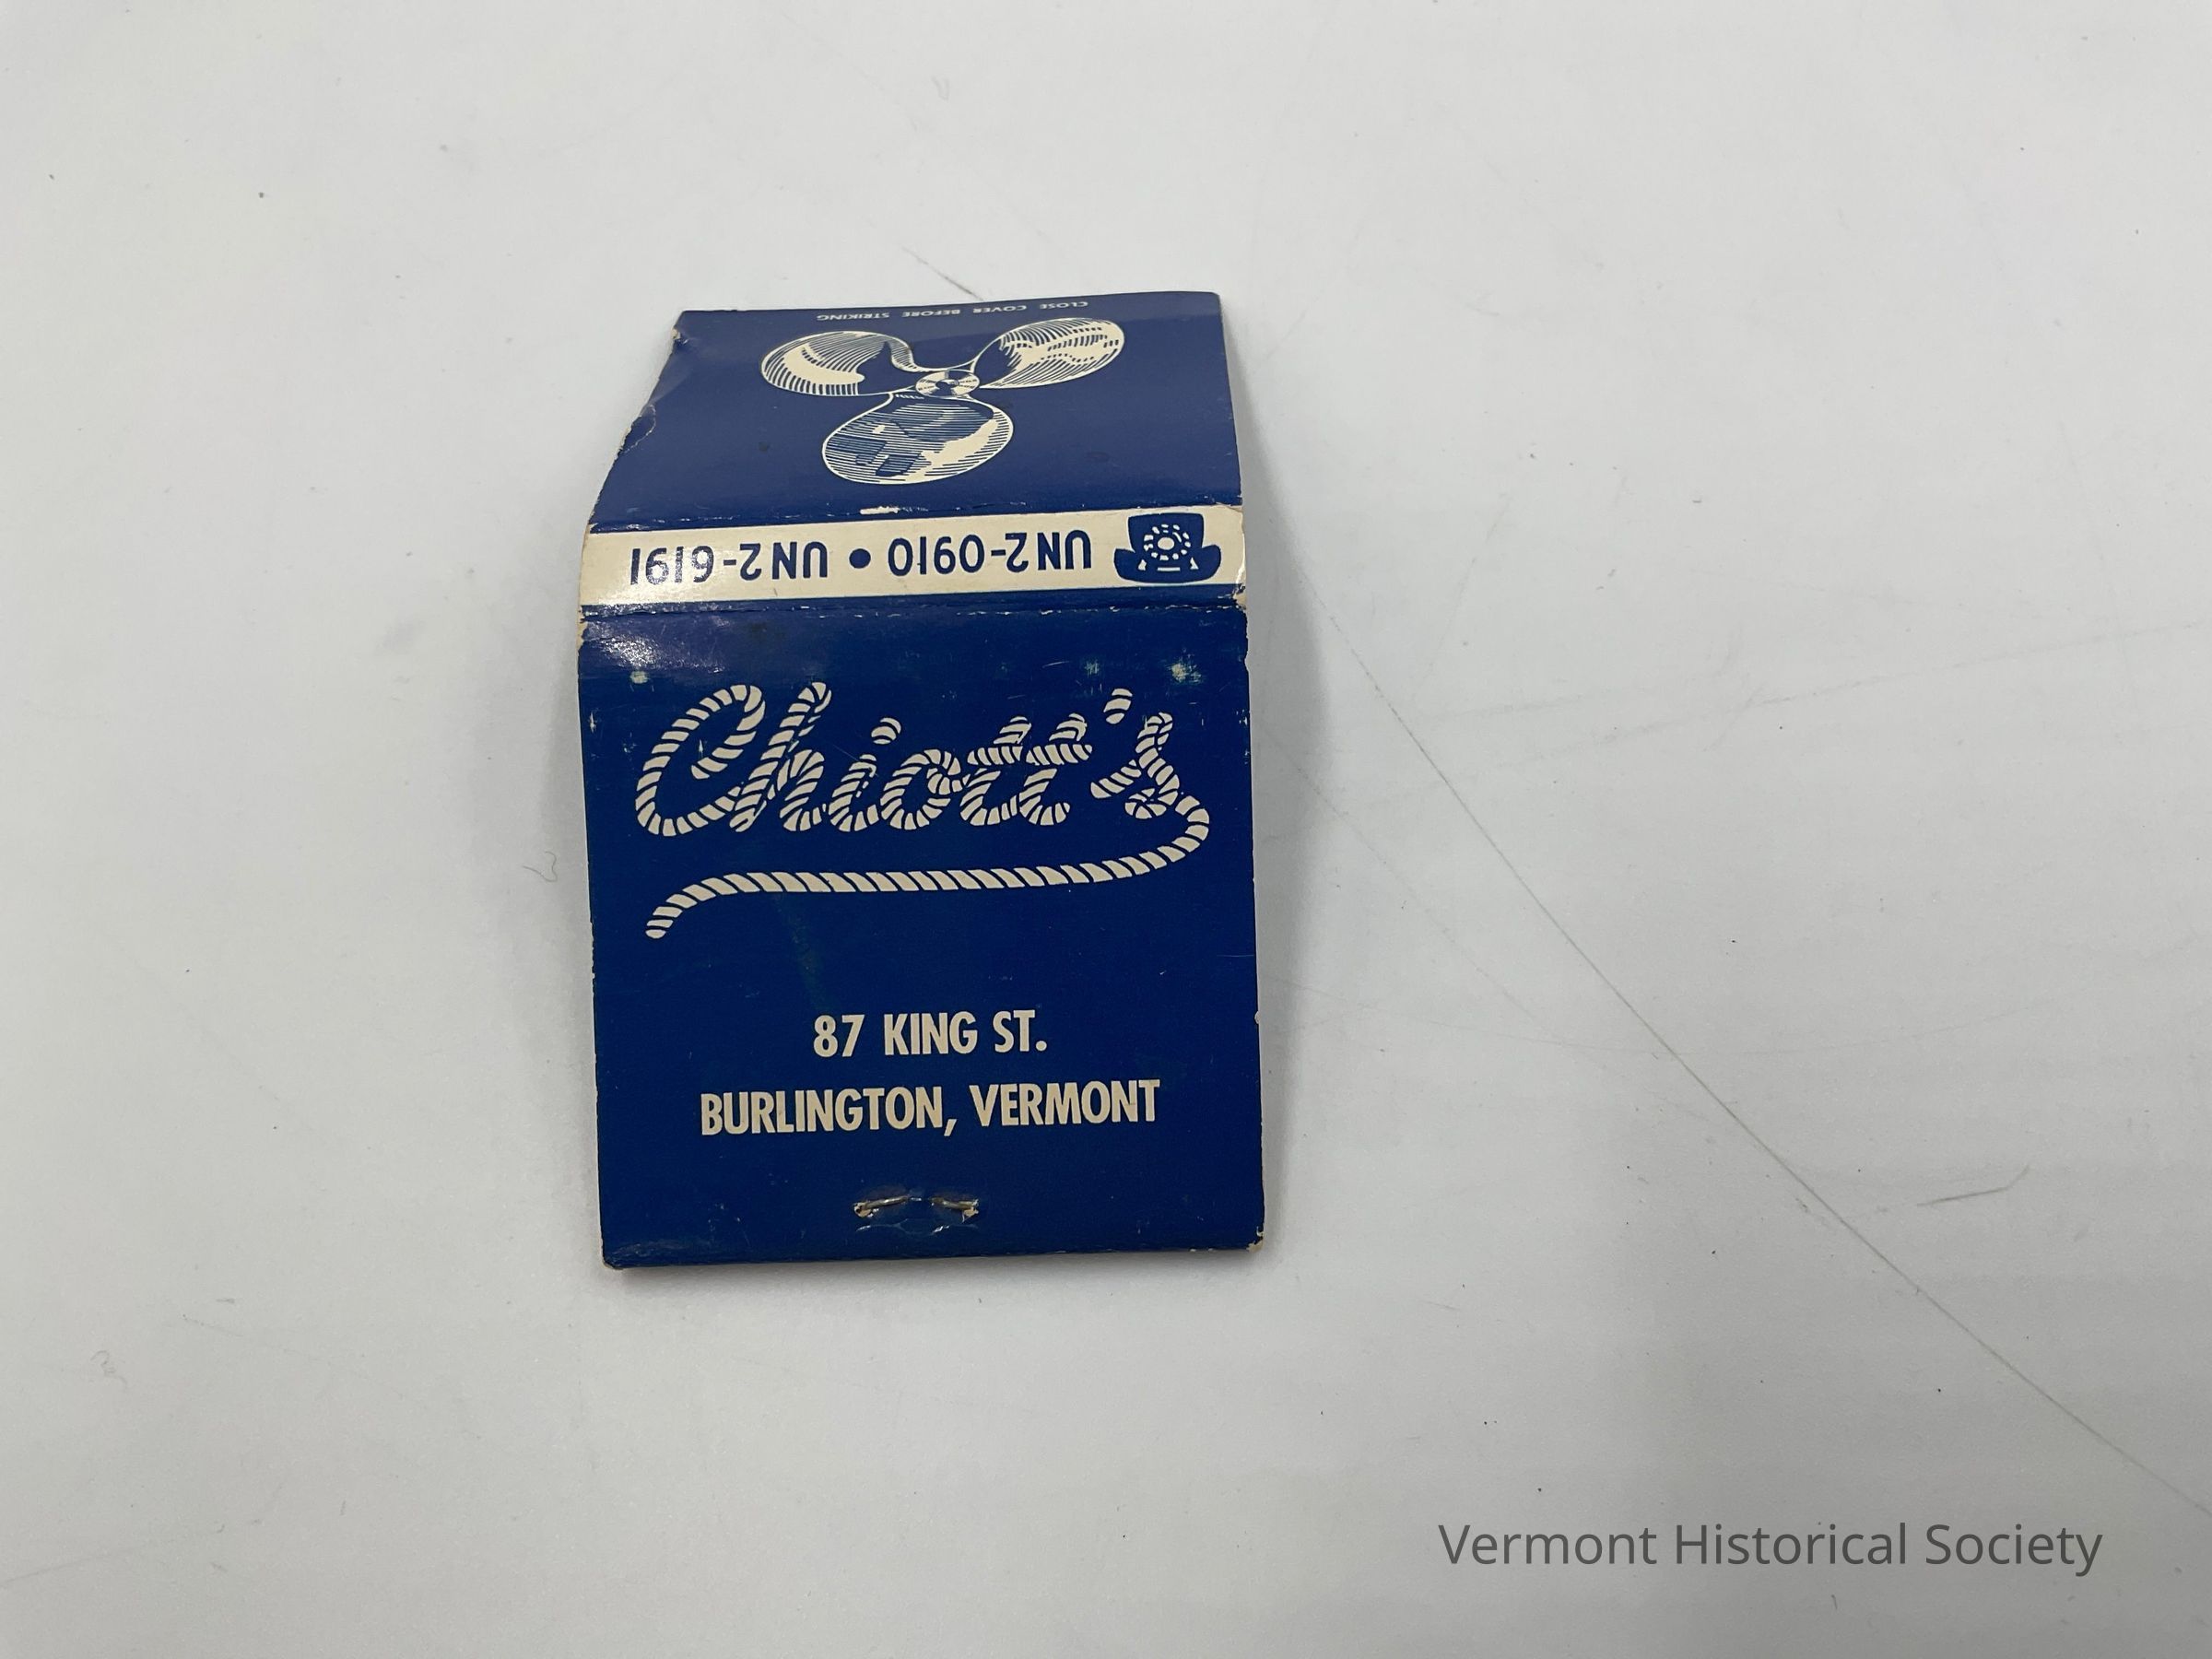 CLOSE COVER BEFORE STRIKING
UN2-0910 • UN2-6191
Chiott's
87 KING ST.
BURLINGTON, VERMONT
Vermont Historical Society